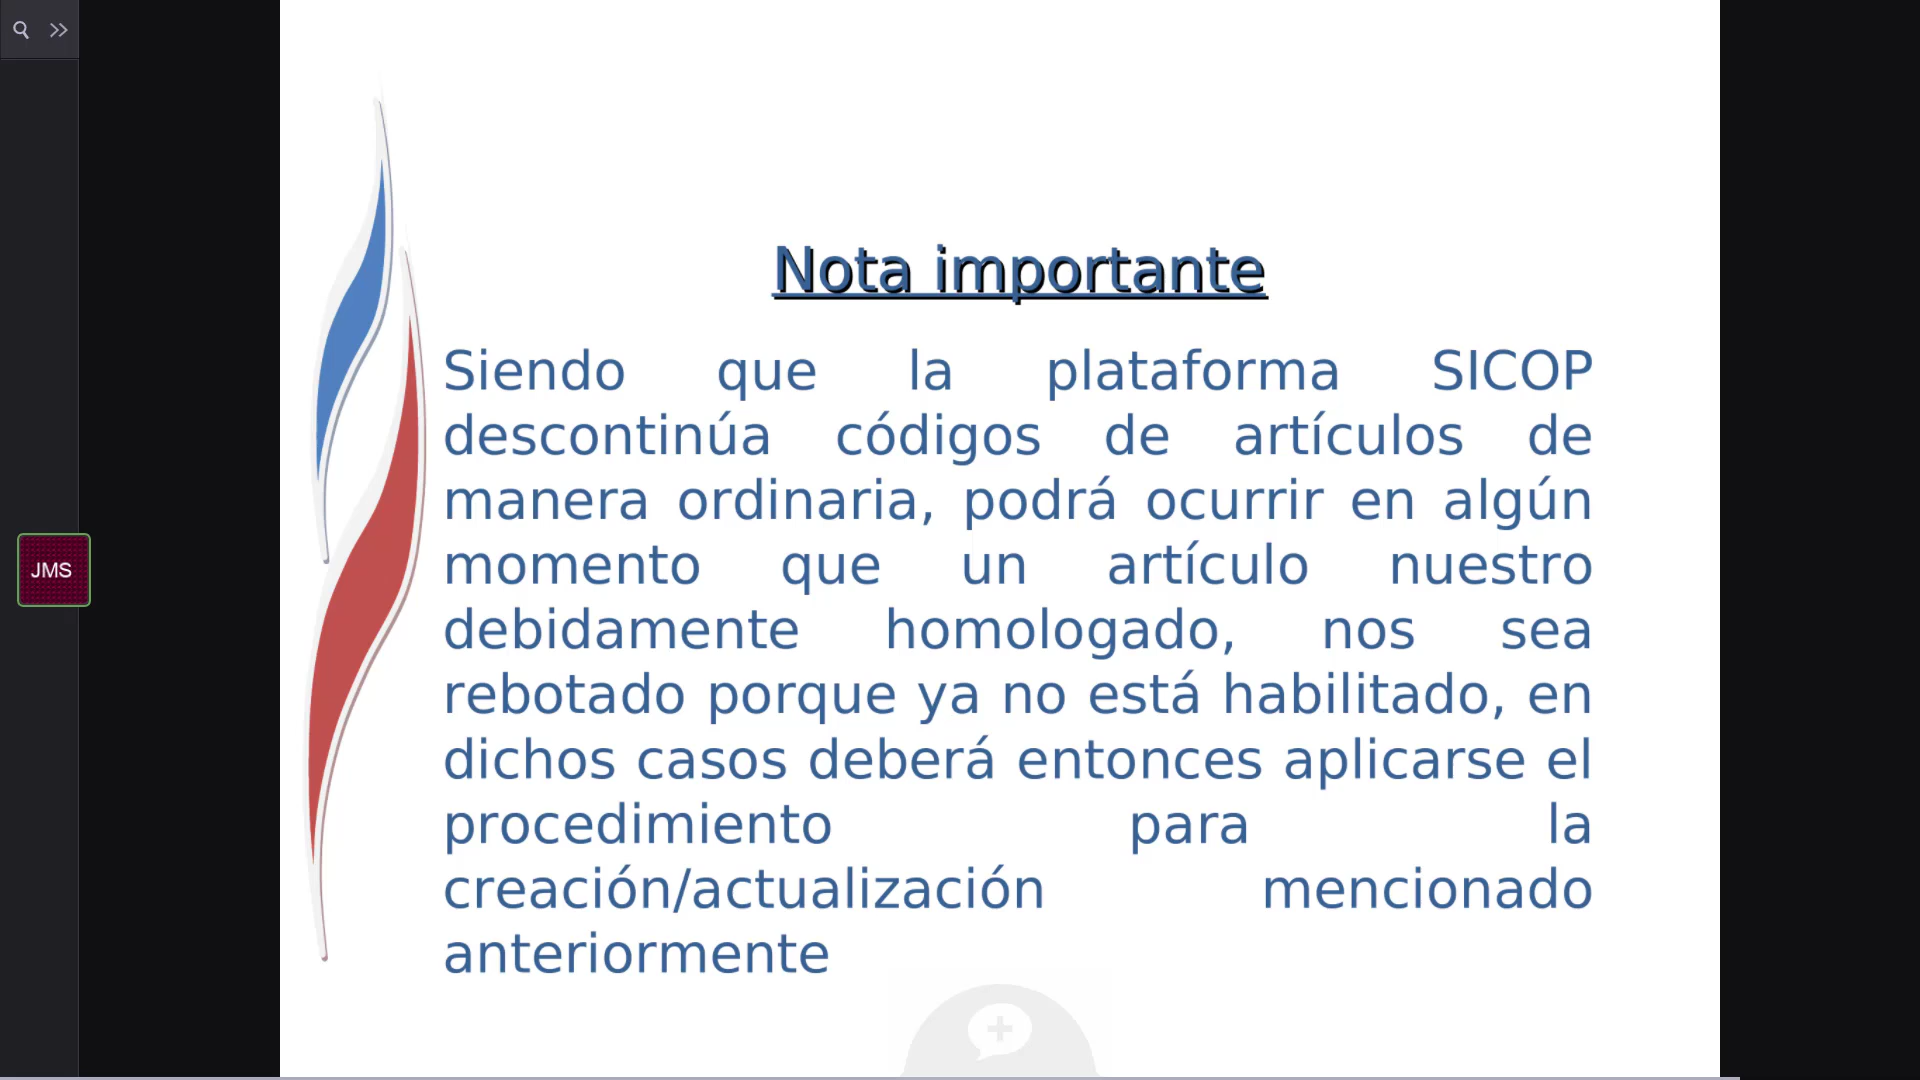 Nota importante
Siendo que la plataforma SICOP
descontinúa códigos de artículos de
manera ordinaria, podrá ocurrir en algún
momento que un artículo nuestro
debidamente homologado, nos sea
rebotado porque ya no está habilitado, en
dichos casos deberá entonces aplicarse el
procedimiento para la
creación/actualización mencionado
anteriormente
JMS